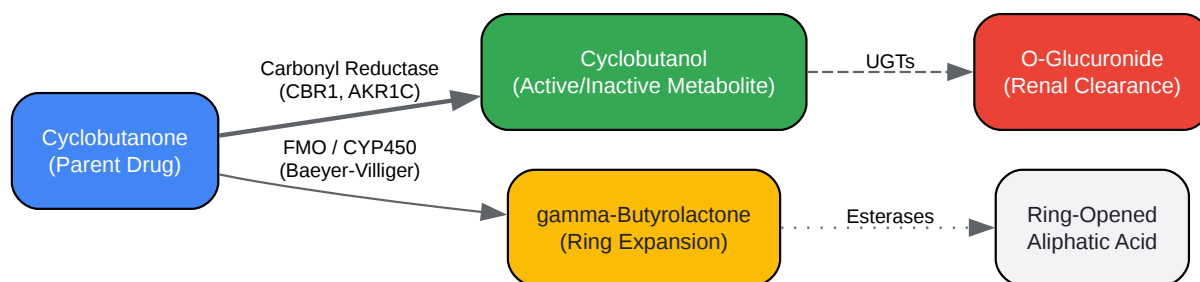 Cyclobutanone
(Parent Drug)
Carbonyl Reductase
(CBR1, AKR1C)
FMO / CYP450
(Baeyer-Villiger)
Cyclobutanol
(Active/Inactive Metabolite)
UGTs
O-Glucuronide
(Renal Clearance)
gamma-Butyrolactone
(Ring Expansion)
Esterases
Ring-Opened
Aliphatic Acid